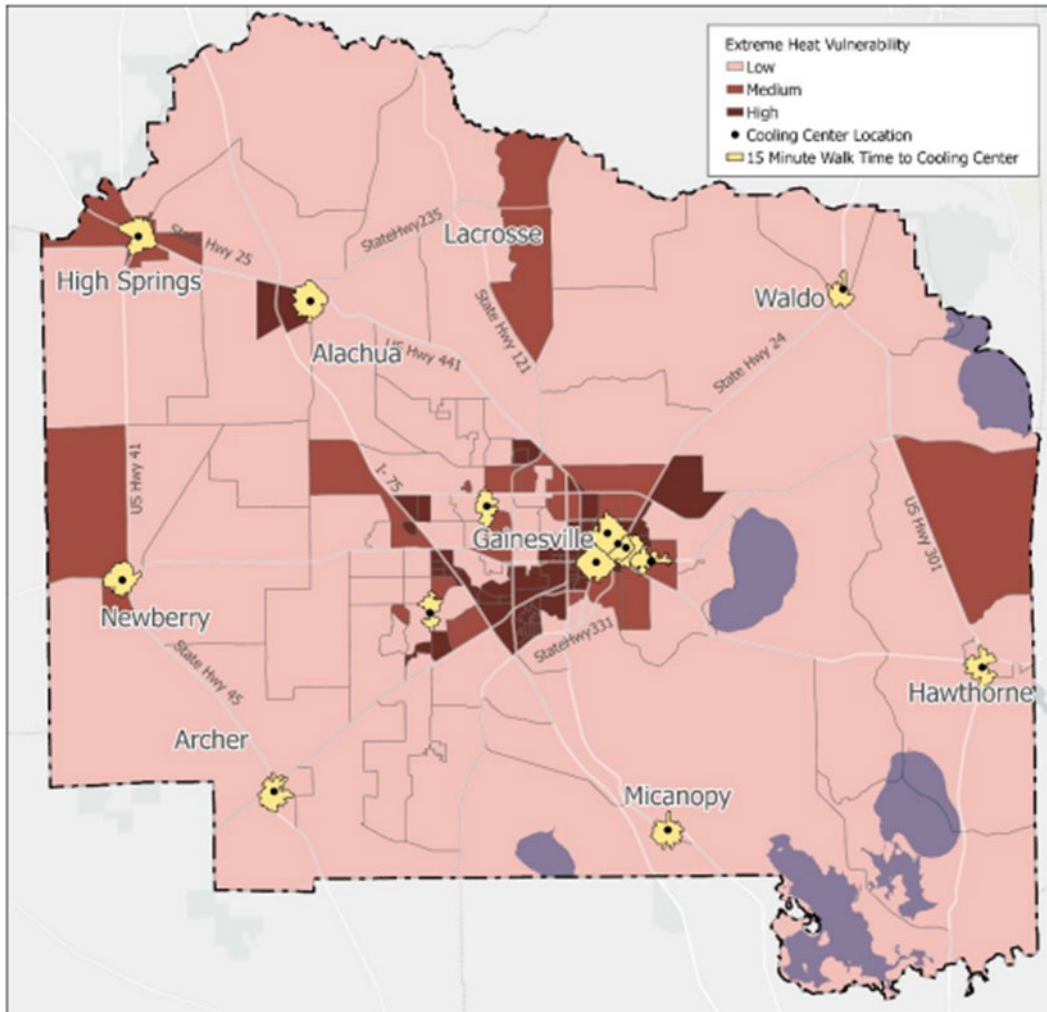 Extreme Heat Vulnerability
Low
Medium
High
Cooling Center Location
15 Minute Walk Time to Cooling Center
StateHwy235
Lacrosse
State Hwy 25
High Springs
Waldo
Alachua
US Hwy 441
State Hwy 121
State Hwy 24
US Hwy 41
I-75
4
Gainesville
US Hwy 301
Newberry
StateHwy331
State Hwy 45
Hawthorne
Archer
Micanopy